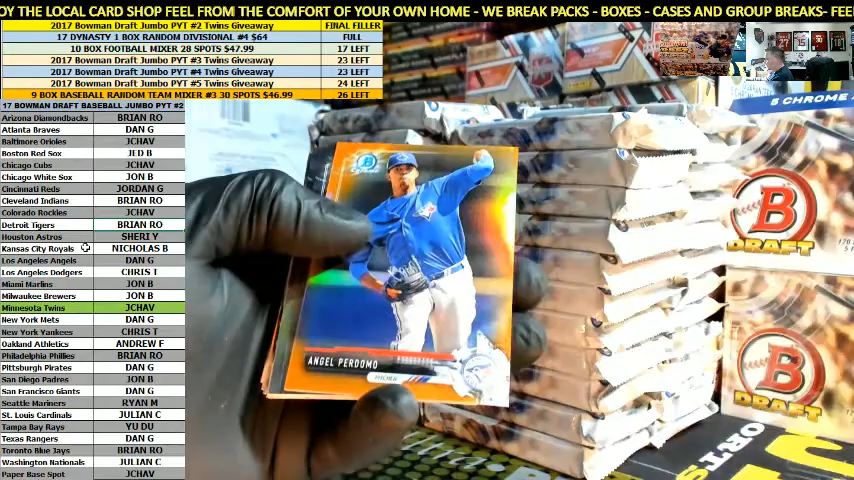 OY THE LOCAL CARD SHOP FEEL FROM THE COMFORT OF YOUR OWN HOME - WE BREAK PACKS - BOXES - CASES AND GROUP BREAKS- FEE
2017 Bowman Draft Jumbo PYT #2 Twins Giveaway FINAL FILLER
17 DYNASTY 1 BOX RANDOM DIVISIONAL #4 $64 FULL
10 BOX FOOTBALL MIXER 28 SPOTS $47.99 17 LEFT
2017 Bowman Draft Jumbo PYT #3 Twins Giveaway 23 LEFT
2017 Bowman Draft Jumbo PYT #4 Twins Giveaway 23 LEFT
2017 Bowman Draft Jumbo PYT #5 Twins Giveaway 24 LEFT
9 BOX BASEBALL RANDOM TEAM MIXER #3 30 SPOTS $46.99 26 LEFT
17 BOWMAN DRAFT BASEBALL JUMBO PYT #2
Arizona Diamondbacks BRIAN RO
Atlanta Braves DAN G
Baltimore Orioles JCHAV
Boston Red Sox JED B
Chicago Cubs JCHAV
Chicago White Sox JON B
Cincinnati Reds JORDAN G
Cleveland Indians BRIAN RO
Colorado Rockies JCHAV
Detroit Tigers BRIAN RO
Houston Astros SHERI Y
Kansas City Royals NICHOLAS B
Los Angeles Angels DAN G
Los Angeles Dodgers CHRIS T
Miami Marlins JON B
Milwaukee Brewers JON B
Minnesota Twins JCHAV
New York Mets DAN G
New York Yankees CHRIS T
Oakland Athletics ANDREW F
Philadelphia Phillies BRIAN RO
Pittsburgh Pirates DAN G
San Diego Padres JON B
San Francisco Giants DAN G
Seattle Mariners RYAN M
St. Louis Cardinals JULIAN C
Tampa Bay Rays YU DU
Texas Rangers DAN G
Toronto Blue Jays BRIAN RO
Washington Nationals JULIAN C
Paper Base Spot JCHAV
ANGEL PERDOMO
PITCHER
5 CHROME
B
DRAFT
B
DRAFT